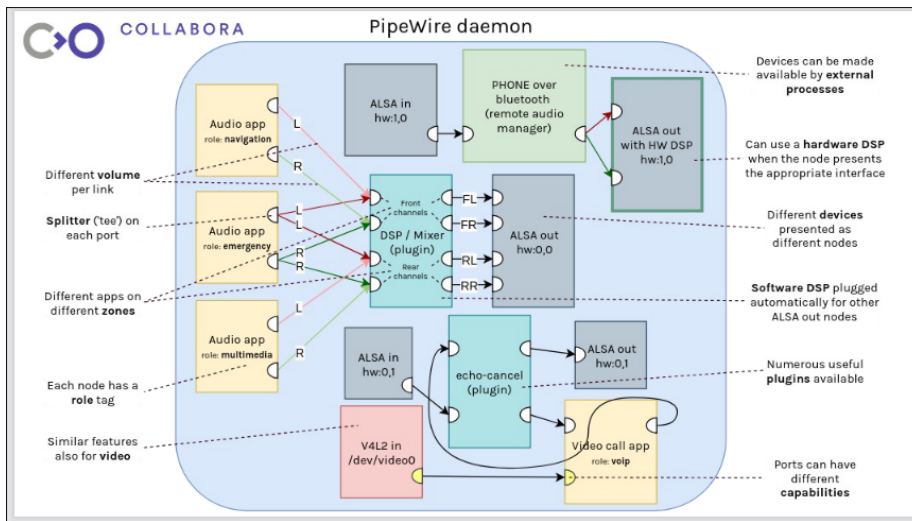 COLLABORA
PipeWire daemon
Audio app
role: navigation
Audio app
role: emergency
Audio app
role: multimedia
ALSA in
hw:1,0
PHONE over
bluetooth
(remote audio
manager)
ALSA out
with HW DSP
hw:1,0
L
R
L
L
R
R
L
R
Front
channels
DSP / Mixer
(plugin)
Rear
channels
FL
FR
RL
RR
ALSA out
hw:0,0
ALSA in
hw:0,1
echo-cancel
(plugin)
ALSA out
hw:0,1
V4L2 in
/dev/video0
Video call app
role: voip
Different volume
per link
Splitter ('tee') on
each port
Different apps on
different zones
Each node has a
role tag
Similar features
also for video
Devices can be made
available by external
processes
Can use a hardware DSP
when the node presents
the appropriate interface
Different devices
presented as
different nodes
Software DSP plugged
automatically for other
ALSA out nodes
Numerous useful
plugins available
Ports can have
different
capabilities